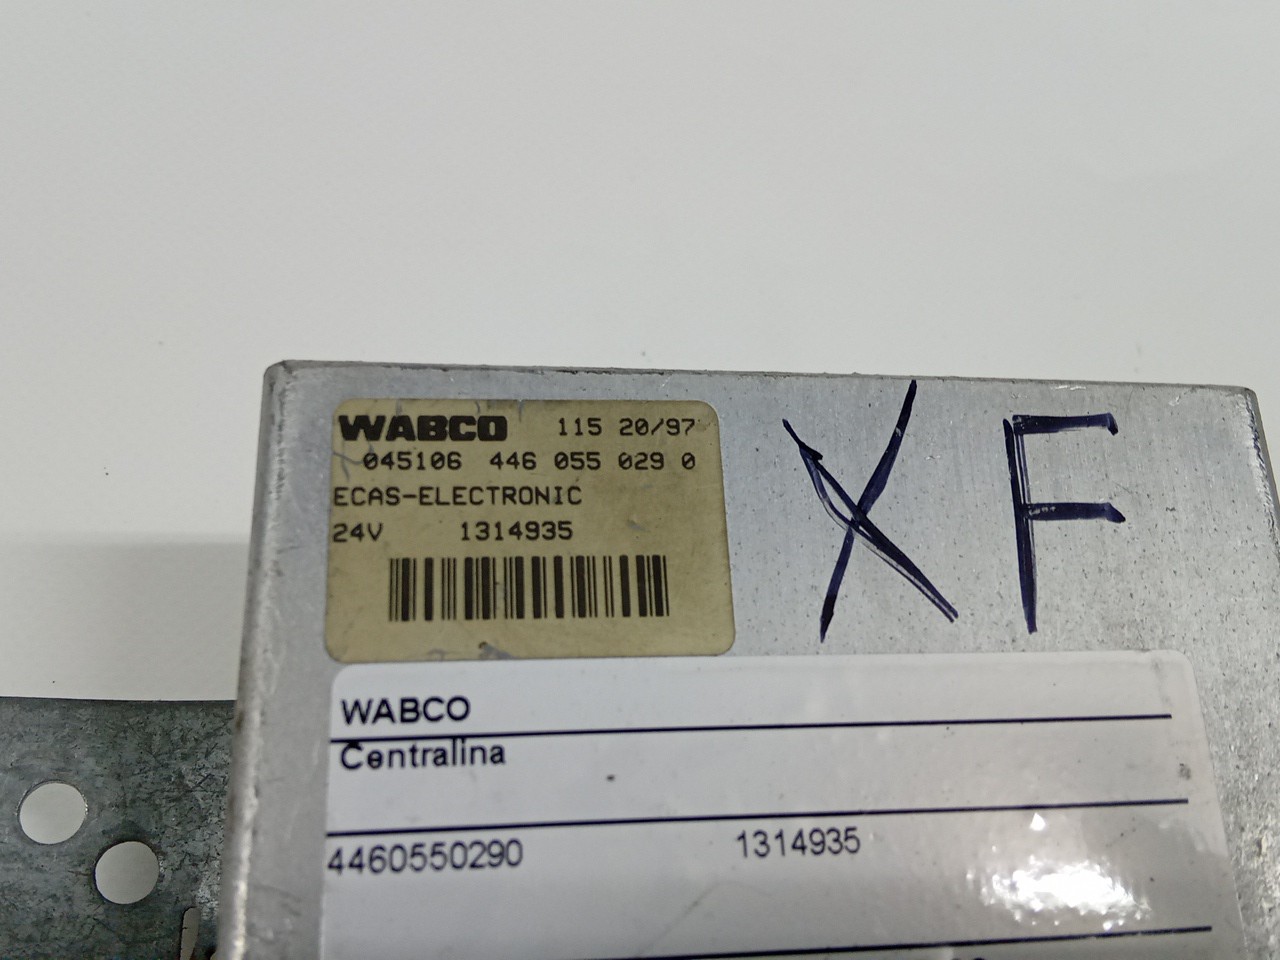 WABCO 115 20/97
045106 446 055 029 0
ECAS-ELECTRONIC
24V 1314935
XF
WABCO
Centralina
4460550290 1314935